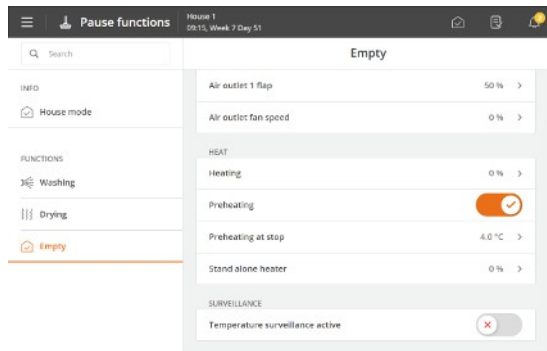 Pause functions
House 1
09:15, Week 7 Day 51
Search
Empty
INFO
House mode
FUNCTIONS
Washing
Drying
Empty
Air outlet 1 flap 50 %
Air outlet fan speed 0 %
HEAT
Heating 0 %
Preheating
Preheating at stop 4.0 °C
Stand alone heater 0 %
SURVEILLANCE
Temperature surveillance active